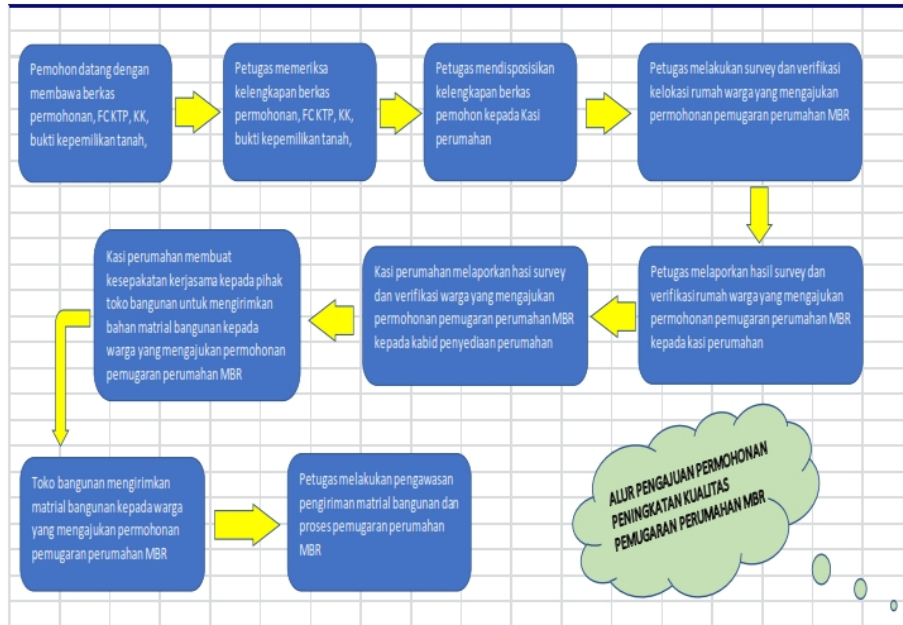 Pemohon datang dengan
membawa berkas
permohonan, FC KTP, KK,
bukti kepemilikan tanah,
Petugas memeriksa
kelengkapan berkas
permohonan, FC KTP, KK,
bukti kepemilikan tanah,
Petugas mendisposisikan
kelengkapan berkas
pemohon kepada Kasi
perumahan
Petugas melakukan survey dan verifikasi
kelokasi rumah warga yang mengajukan
permohonan pemugaran perumahan MBR
Petugas melaporkan hasil survey dan
verifikasi rumah warga yang mengajukan
permohonan pemugaran perumahan MBR
kepada kasi perumahan
Kasi perumahan melaporkan hasi survey
dan verifikasi warga yang mengajukan
permohonan pemugaran perumahan MBR
kepada kabid penyediaan perumahan
Kasi perumahan membuat
kesepakatan kerjasama kepada pihak
toko bangunan untuk mengirimkan
bahan matrial bangunan kepada
warga yang mengajukan permohonan
pemugaran perumahan MBR
Toko bangunan mengirimkan
matrial bangunan kepada warga
yang mengajukan permohonan
pemugaran perumahan MBR
Petugas melakukan pengawasan
pengiriman matrial bangunan dan
proses pemugaran perumahan
MBR
ALUR PENGAJUAN PERMOHONAN
PENINGKATAN KUALITAS
PEMUGARAN PERUMAHAN MBR